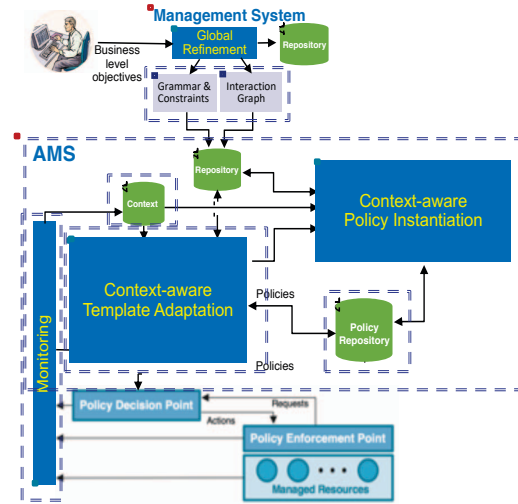 Management System
Business
level
objectives
Global
Refinement
Repository
Grammar &
Constraints
Interaction
Graph
AMS
Repository
Context
Context-aware
Policy Instantiation
Context-aware
Template Adaptation
Policies
Policy
Repository
Policies
Monitoring
Policy Decision Point
Requests
Actions
Policy Enforcement Point
Managed Resources